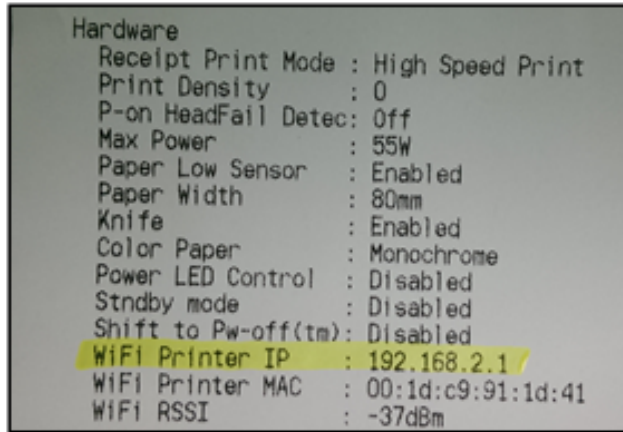 Hardware
Receipt Print Mode : High Speed Print
Print Density : 0
P-on HeadFail Detec: Off
Max Power : 55W
Paper Low Sensor : Enabled
Paper Width : 80mm
Knife : Enabled
Color Paper : Monochrome
Power LED Control : Disabled
Stndby mode : Disabled
Shift to Pw-off(tm): Disabled
WiFi Printer IP : 192.168.2.1
WiFi Printer MAC : 00:1d:c9:91:1d:41
WiFi RSSI : -37dBm